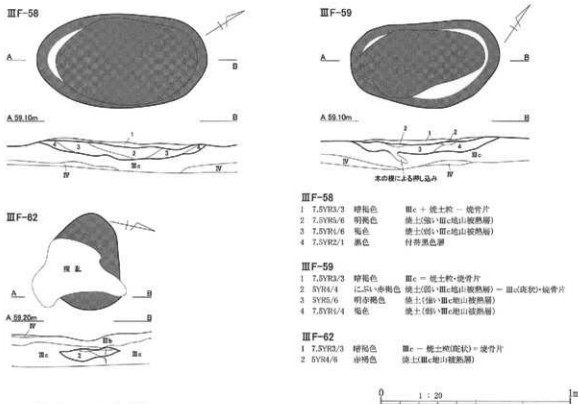 ⅢF-58
A
B
A 59.10m
B
1
4 3 2 3 4
Ⅲc
Ⅳ
Ⅳ
ⅢF-59
A
B
A 59.10m
B
2 1 2
3 4
Ⅲc
Ⅳ
Ⅳ
木の根による押し込み
ⅢF-62
撹乱
A
B
A 59.20m
B
Ⅳ
Ⅲb
Ⅲc
Ⅲc
2
1
ⅢF-58
1 7.5YR3/3 暗褐色 Ⅲc + 焼土粒 - 焼骨片
2 7.5YR5/6 明褐色 焼土(強いⅢc地山被熱層)
3 7.5YR4/6 褐色 焼土(弱いⅢc地山被熱層)
4 7.5YR2/1 黒色 付帯黒色層
ⅢF-59
1 7.5YR3/3 暗褐色 Ⅲc = 焼土粒・焼骨片
2 5YR4/4 にぶい赤褐色 焼土(弱いⅢc地山被熱層) - Ⅲc(斑状)・焼骨片
3 5YR5/6 明赤褐色 焼土(強いⅢc地山被熱層)
4 7.5YR4/4 褐色 焼土(弱いⅢc地山被熱層)
ⅢF-62
1 7.5YR3/3 暗褐色 Ⅲc - 焼土粒(斑状) = 焼骨片
2 5YR4/6 赤褐色 焼土(Ⅲc地山被熱層)
0 1:20 1m